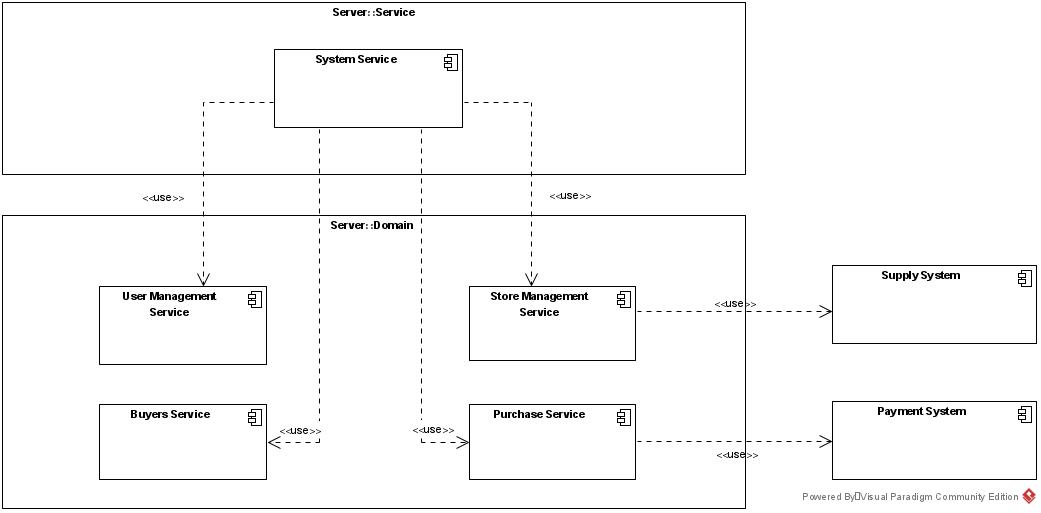 Server::Service
System Service
<<use>>
<<use>>
Server::Domain
User Management
Service
Store Management
Service
Supply System
<<use>>
Buyers Service
Purchase Service
Payment System
<<use>>
<<use>>
<<use>>
Powered By Visual Paradigm Community Edition